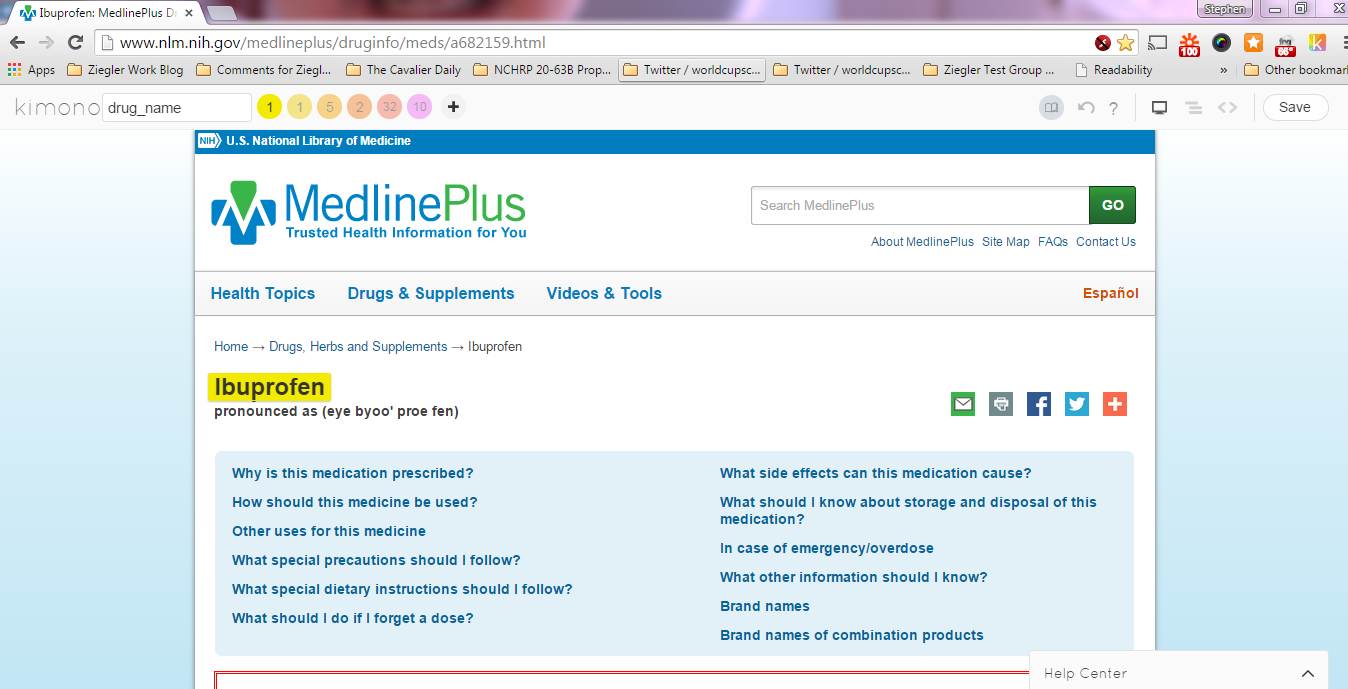 Ibuprofen: MedlinePlus Dr
Stephen
www.nlm.nih.gov/medlineplus/druginfo/meds/a682159.html
100
66°
Apps
Ziegler Work Blog
Comments for Ziegl...
The Cavalier Daily
NCHRP 20-63B Prop...
Twitter / worldcupsc...
Twitter / worldcupsc...
Ziegler Test Group ...
Readability
»
Other bookmar
kimono
drug_name
1
1
5
2
32
10
+
?
Save
NIH U.S. National Library of Medicine
MedlinePlus
Trusted Health Information for You
Search MedlinePlus
GO
About MedlinePlus Site Map FAQs Contact Us
Health Topics Drugs & Supplements Videos & Tools
Español
Home → Drugs, Herbs and Supplements → Ibuprofen
Ibuprofen
pronounced as (eye byoo' proe fen)
Why is this medication prescribed?
How should this medicine be used?
Other uses for this medicine
What special precautions should I follow?
What special dietary instructions should I follow?
What should I do if I forget a dose?
What side effects can this medication cause?
What should I know about storage and disposal of this
medication?
In case of emergency/overdose
What other information should I know?
Brand names
Brand names of combination products
Help Center